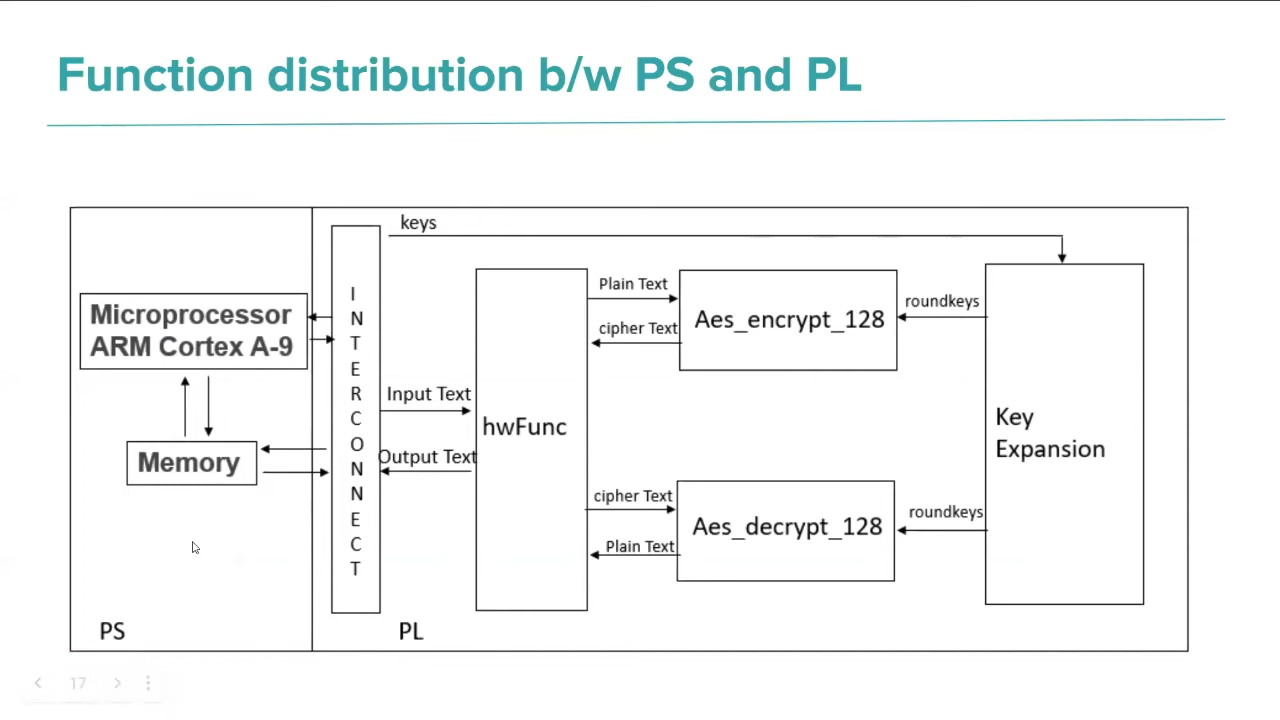 Function distribution b/w PS and PL
keys
Microprocessor
ARM Cortex A-9
Memory
PS
INTERCONNECT
Input Text
Output Text
hwFunc
Plain Text
cipher Text
Aes_encrypt_128
roundkeys
cipher Text
Plain Text
Aes_decrypt_128
roundkeys
Key
Expansion
PL
17